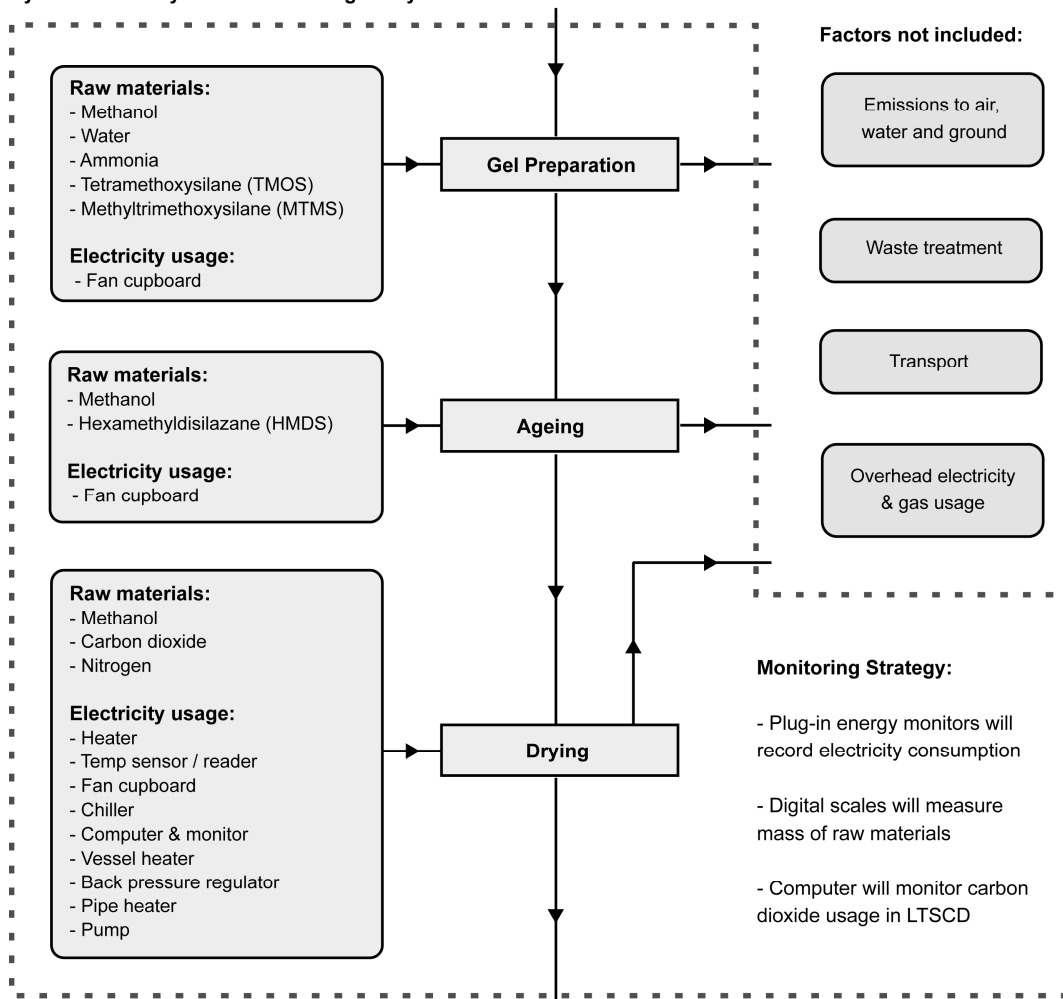 Factors not included:
Raw materials:
- Methanol
- Water
- Ammonia
- Tetramethoxysilane (TMOS)
- Methyltrimethoxysilane (MTMS)
Electricity usage:
- Fan cupboard
Gel Preparation
Emissions to air,
water and ground
Waste treatment
Transport
Overhead electricity
& gas usage
Raw materials:
- Methanol
- Hexamethyldisilazane (HMDS)
Electricity usage:
- Fan cupboard
Ageing
Raw materials:
- Methanol
- Carbon dioxide
- Nitrogen
Electricity usage:
- Heater
- Temp sensor / reader
- Fan cupboard
- Chiller
- Computer & monitor
- Vessel heater
- Back pressure regulator
- Pipe heater
- Pump
Drying
Monitoring Strategy:
- Plug-in energy monitors will
record electricity consumption
- Digital scales will measure
mass of raw materials
- Computer will monitor carbon
dioxide usage in LTSCD